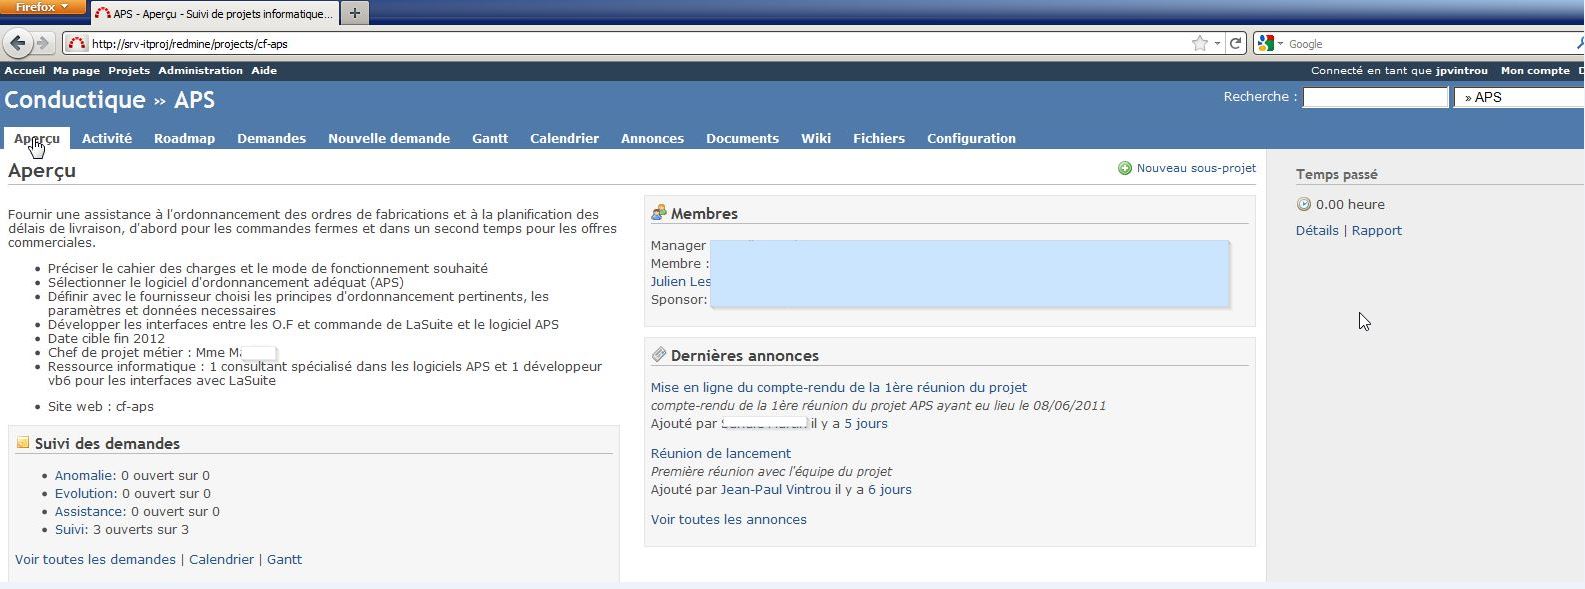 Firefox
APS - Aperçu - Suivi de projets informatique...
http://srv-itproj/redmine/projects/cf-aps
Google
Accueil Ma page Projets Administration Aide
Connecté en tant que jpvintrou Mon compte D
Conductique » APS
Recherche :
» APS
Aperçu Activité Roadmap Demandes Nouvelle demande Gantt Calendrier Annonces Documents Wiki Fichiers Configuration
Aperçu
Nouveau sous-projet
Fournir une assistance à l'ordonnancement des ordres de fabrications et à la planification des
délais de livraison, d'abord pour les commandes fermes et dans un second temps pour les offres
commerciales.
Préciser le cahier des charges et le mode de fonctionnement souhaité
Sélectionner le logiciel d'ordonnancement adéquat (APS)
Définir avec le fournisseur choisi les principes d'ordonnancement pertinents, les
paramètres et données necessaires
Développer les interfaces entre les O.F et commande de LaSuite et le logiciel APS
Date cible fin 2012
Chef de projet métier : Mme
Ressource informatique : 1 consultant spécialisé dans les logiciels APS et 1 développeur
vb6 pour les interfaces avec LaSuite
Site web : cf-aps
Suivi des demandes
Anomalie: 0 ouvert sur 0
Evolution: 0 ouvert sur 0
Assistance: 0 ouvert sur 0
Suivi: 3 ouverts sur 3
Voir toutes les demandes | Calendrier | Gantt
Membres
Manager
Membre :
Julien Les
Sponsor:
Dernières annonces
Mise en ligne du compte-rendu de la 1ère réunion du projet
compte-rendu de la 1ère réunion du projet APS ayant eu lieu le 08/06/2011
Ajouté par il y a 5 jours
Réunion de lancement
Première réunion avec l'équipe du projet
Ajouté par Jean-Paul Vintrou il y a 6 jours
Voir toutes les annonces
Temps passé
0.00 heure
Détails | Rapport